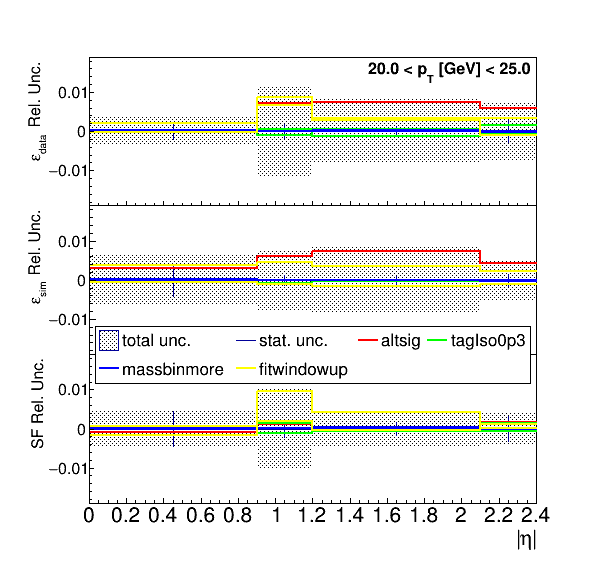 20.0 < p_T [GeV] < 25.0
ε_data Rel. Unc.
0.01
0
−0.01
ε_sim Rel. Unc.
0.01
0
−0.01
total unc. stat. unc. altsig tagIso0p3
massbinmore fitwindowup
SF Rel. Unc.
0.01
0
−0.01
0 0.2 0.4 0.6 0.8 1 1.2 1.4 1.6 1.8 2 2.2 2.4
|η|